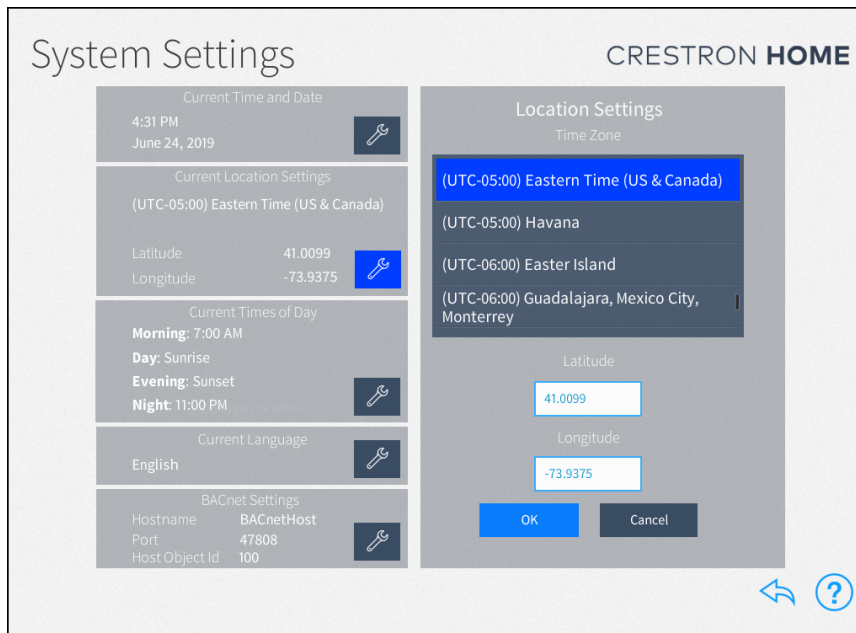 System Settings
CRESTRON HOME
Current Time and Date
4:31 PM
June 24, 2019
Current Location Settings
(UTC-05:00) Eastern Time (US & Canada)
Latitude 41.0099
Longitude -73.9375
Current Times of Day
Morning: 7:00 AM
Day: Sunrise
Evening: Sunset
Night: 11:00 PM
Current Language
English
BACnet Settings
Hostname BACnetHost
Port 47808
Host Object Id 100
Location Settings
Time Zone
(UTC-05:00) Eastern Time (US & Canada)
(UTC-05:00) Havana
(UTC-06:00) Easter Island
(UTC-06:00) Guadalajara, Mexico City,
Monterrey
Latitude
41.0099
Longitude
-73.9375
OK Cancel
?